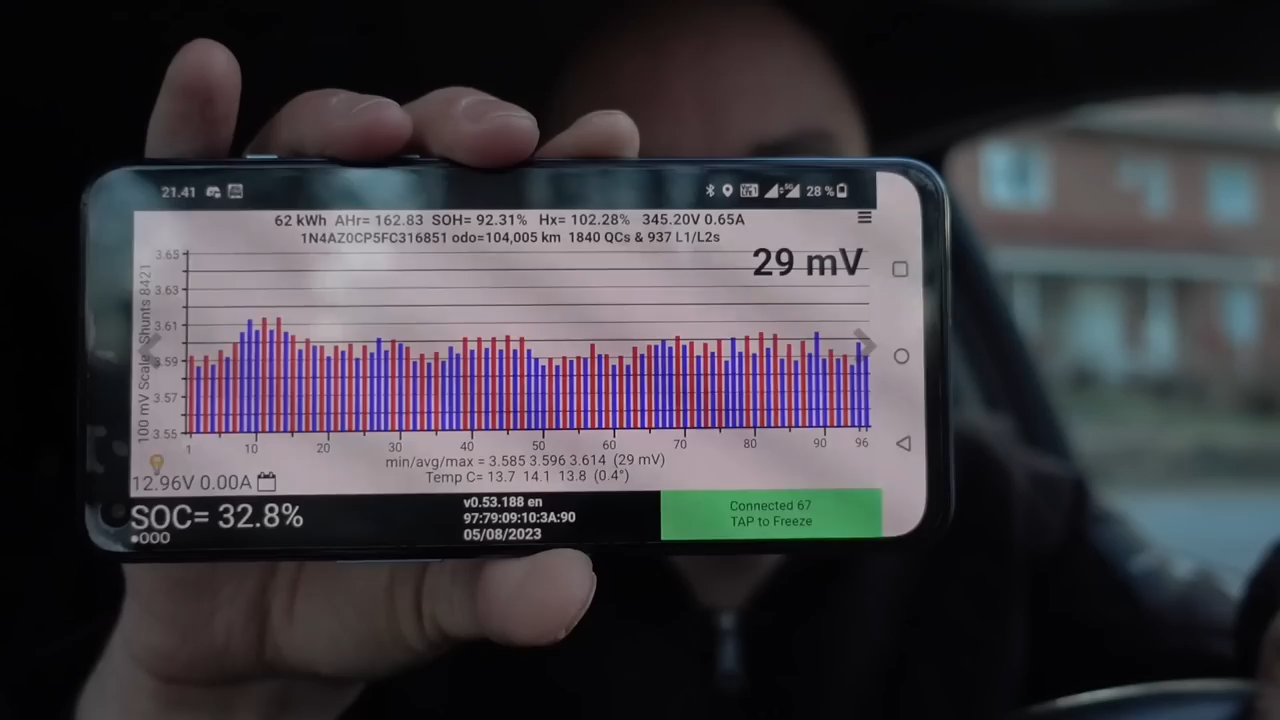 21.41 28 %
62 kWh AHr= 162.83 SOH= 92.31% Hx= 102.28% 345.20V 0.65A
1N4AZ0CP5FC316851 odo=104,005 km 1840 QCs & 937 L1/L2s
29 mV
100 mV Scale Shunts 8421
3.65
3.63
3.61
3.59
3.57
3.55
1 10 20 30 40 50 60 70 80 90 96
min/avg/max = 3.585 3.596 3.614 (29 mV)
Temp C= 13.7 14.1 13.8 (0.4°)
12.96V 0.00A
SOC= 32.8%
v0.53.188 en
97:79:09:10:3A:90
05/08/2023
Connected 67
TAP to Freeze